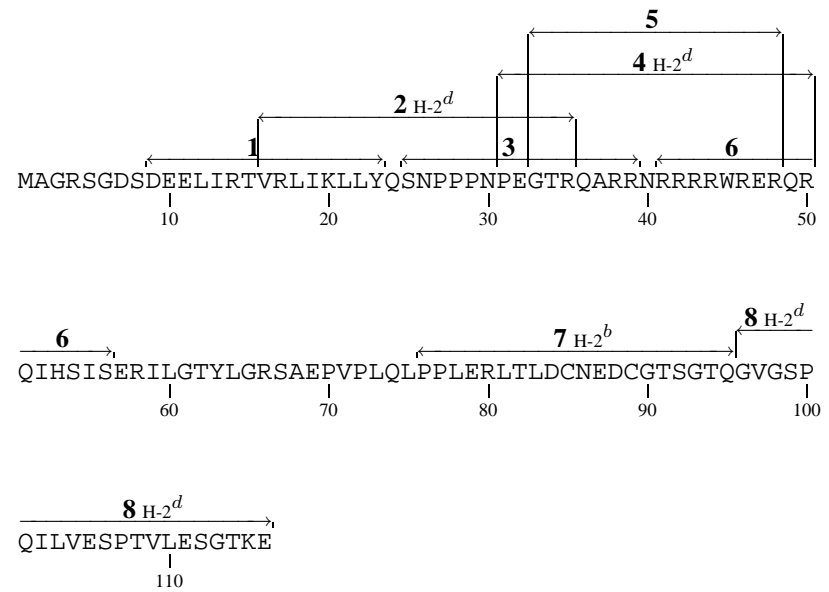 5
4 H-2d
2 H-2d
1 3 6
MAGRSGDSDEELIRTVRLIKLLYQSNPPPNPEGTRQARRNRRRRWRERQR
10 20 30 40 50
6 7 H-2b 8 H-2d
QIHSISERILGTYLGRSAEPVPLQLPPLERLTLDCNEDCGTSGTQGVGSP
60 70 80 90 100
8 H-2d
QILVESPTVLESGTKE
110